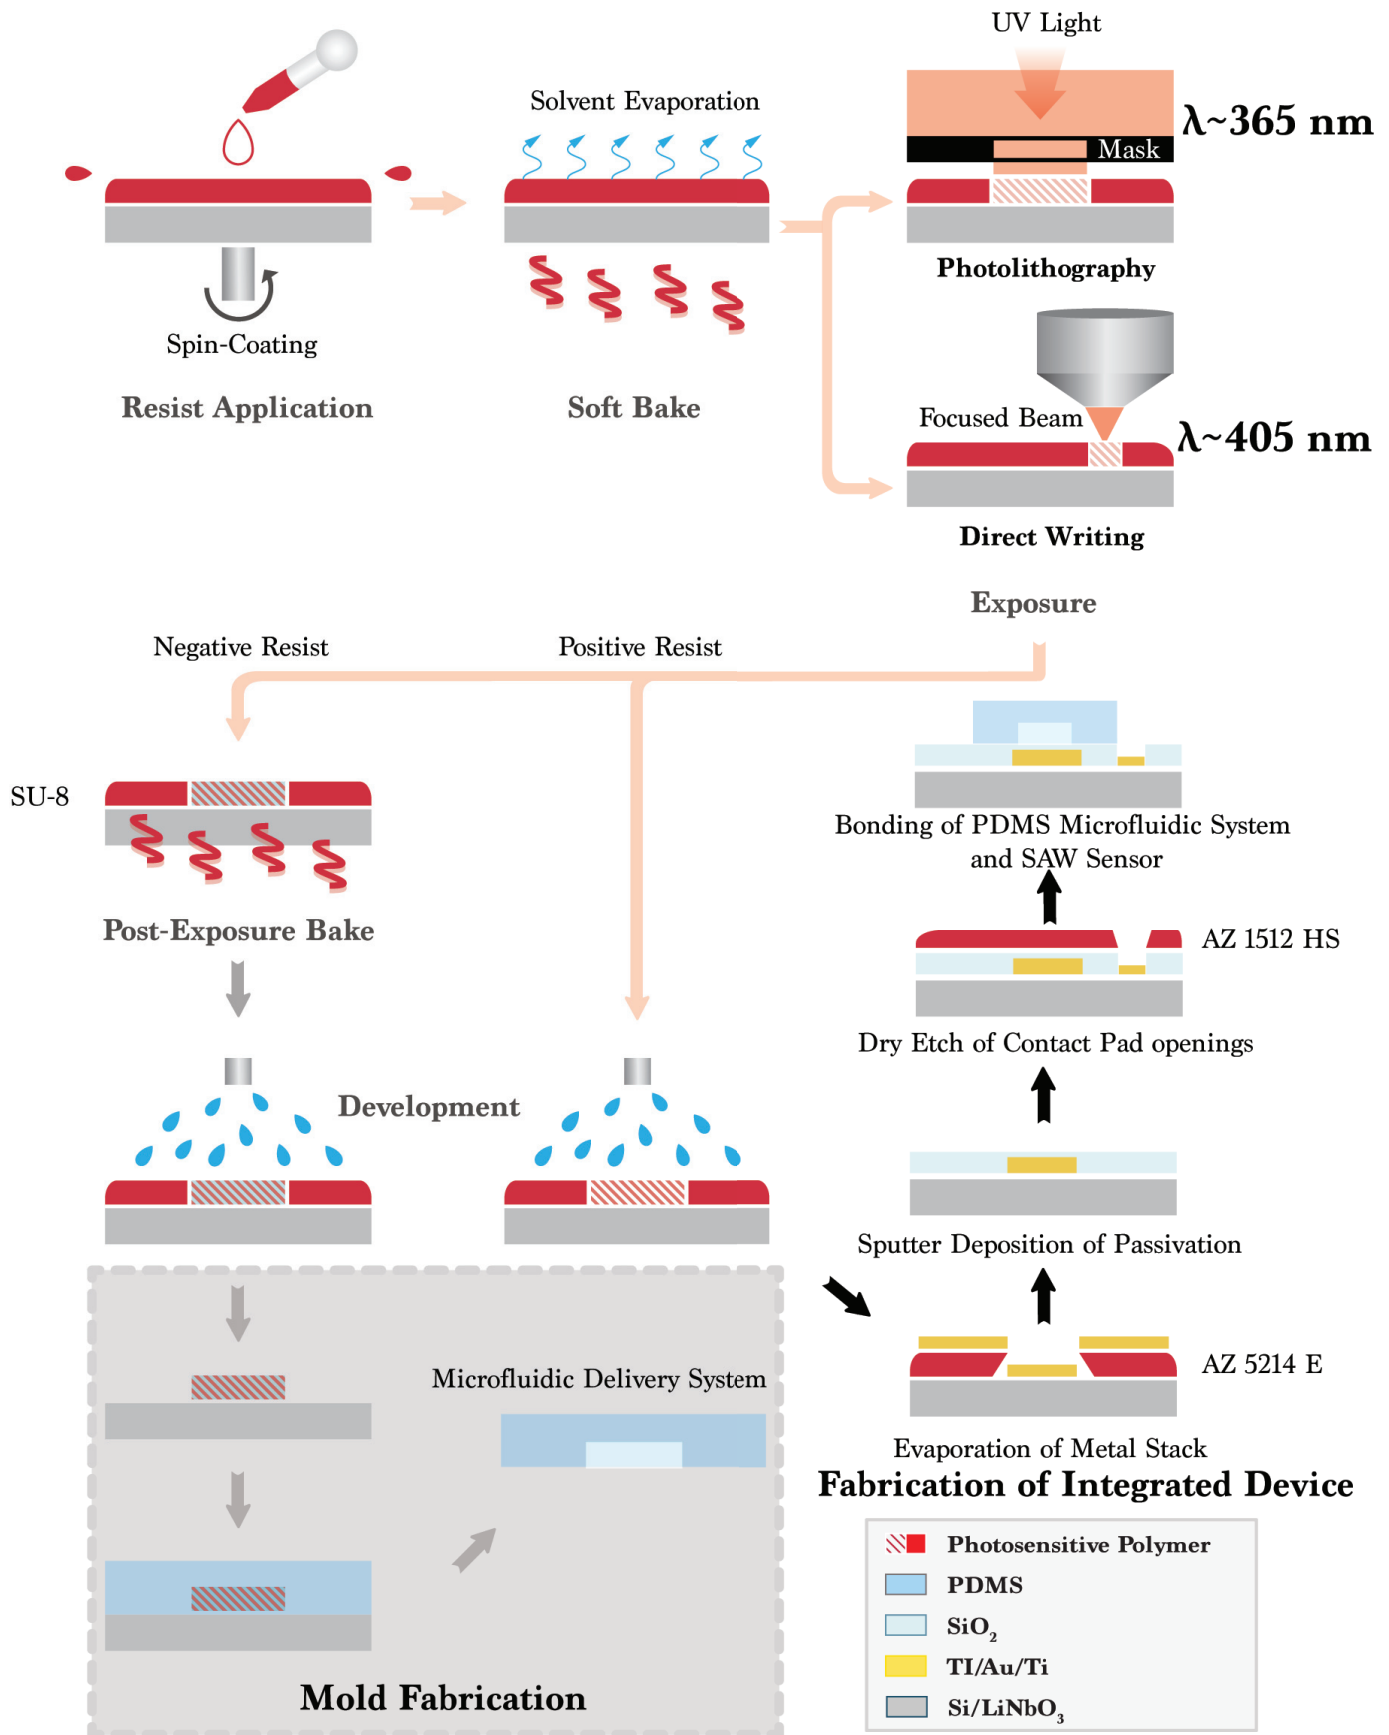 UV Light
λ~365 nm
Solvent Evaporation
Mask
Photolithography
Spin-Coating
Resist Application
Soft Bake
Focused Beam
λ~405 nm
Direct Writing
Exposure
Negative Resist
Positive Resist
SU-8
Post-Exposure Bake
Development
Bonding of PDMS Microfluidic System
and SAW Sensor
AZ 1512 HS
Dry Etch of Contact Pad openings
Sputter Deposition of Passivation
AZ 5214 E
Evaporation of Metal Stack
Fabrication of Integrated Device
Microfluidic Delivery System
Mold Fabrication
Photosensitive Polymer
PDMS
SiO₂
TI/Au/Ti
Si/LiNbO₃